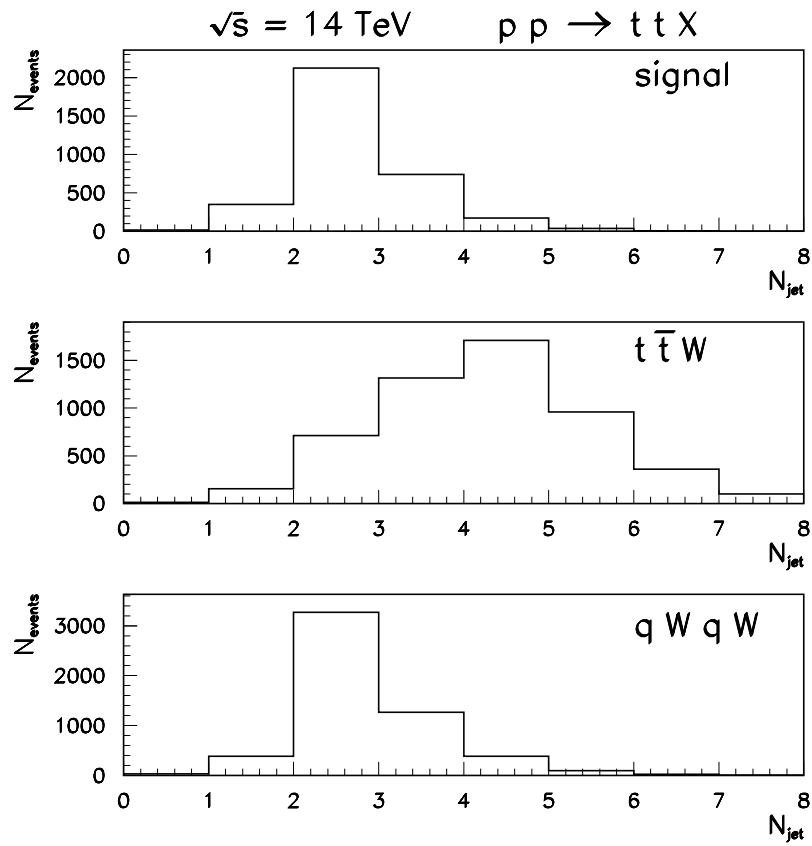 √s̄ = 14 TeV p p → t t X
signal
N_events
2000
1500
1000
500
0
0 1 2 3 4 5 6 7 8
N_jet
t t̄ W
N_events
1500
1000
500
0
0 1 2 3 4 5 6 7 8
N_jet
q W q W
N_events
3000
2000
1000
0
0 1 2 3 4 5 6 7 8
N_jet